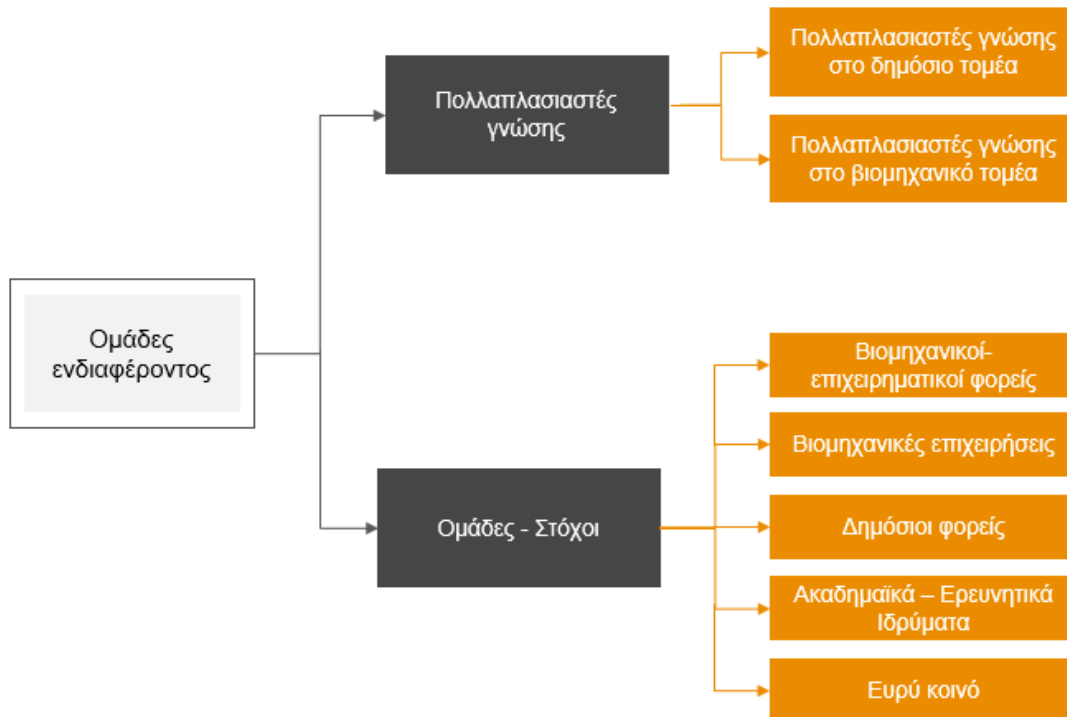 Πολλαπλασιαστές γνώσης
στο δημόσιο τομέα
Πολλαπλασιαστές
γνώσης
Πολλαπλασιαστές γνώσης
στο βιομηχανικό τομέα
Ομάδες
ενδιαφέροντος
Βιομηχανικοί-
επιχειρηματικοί φορείς
Βιομηχανικές επιχειρήσεις
Ομάδες - Στόχοι
Δημόσιοι φορείς
Ακαδημαϊκά – Ερευνητικά
Ιδρύματα
Ευρύ κοινό